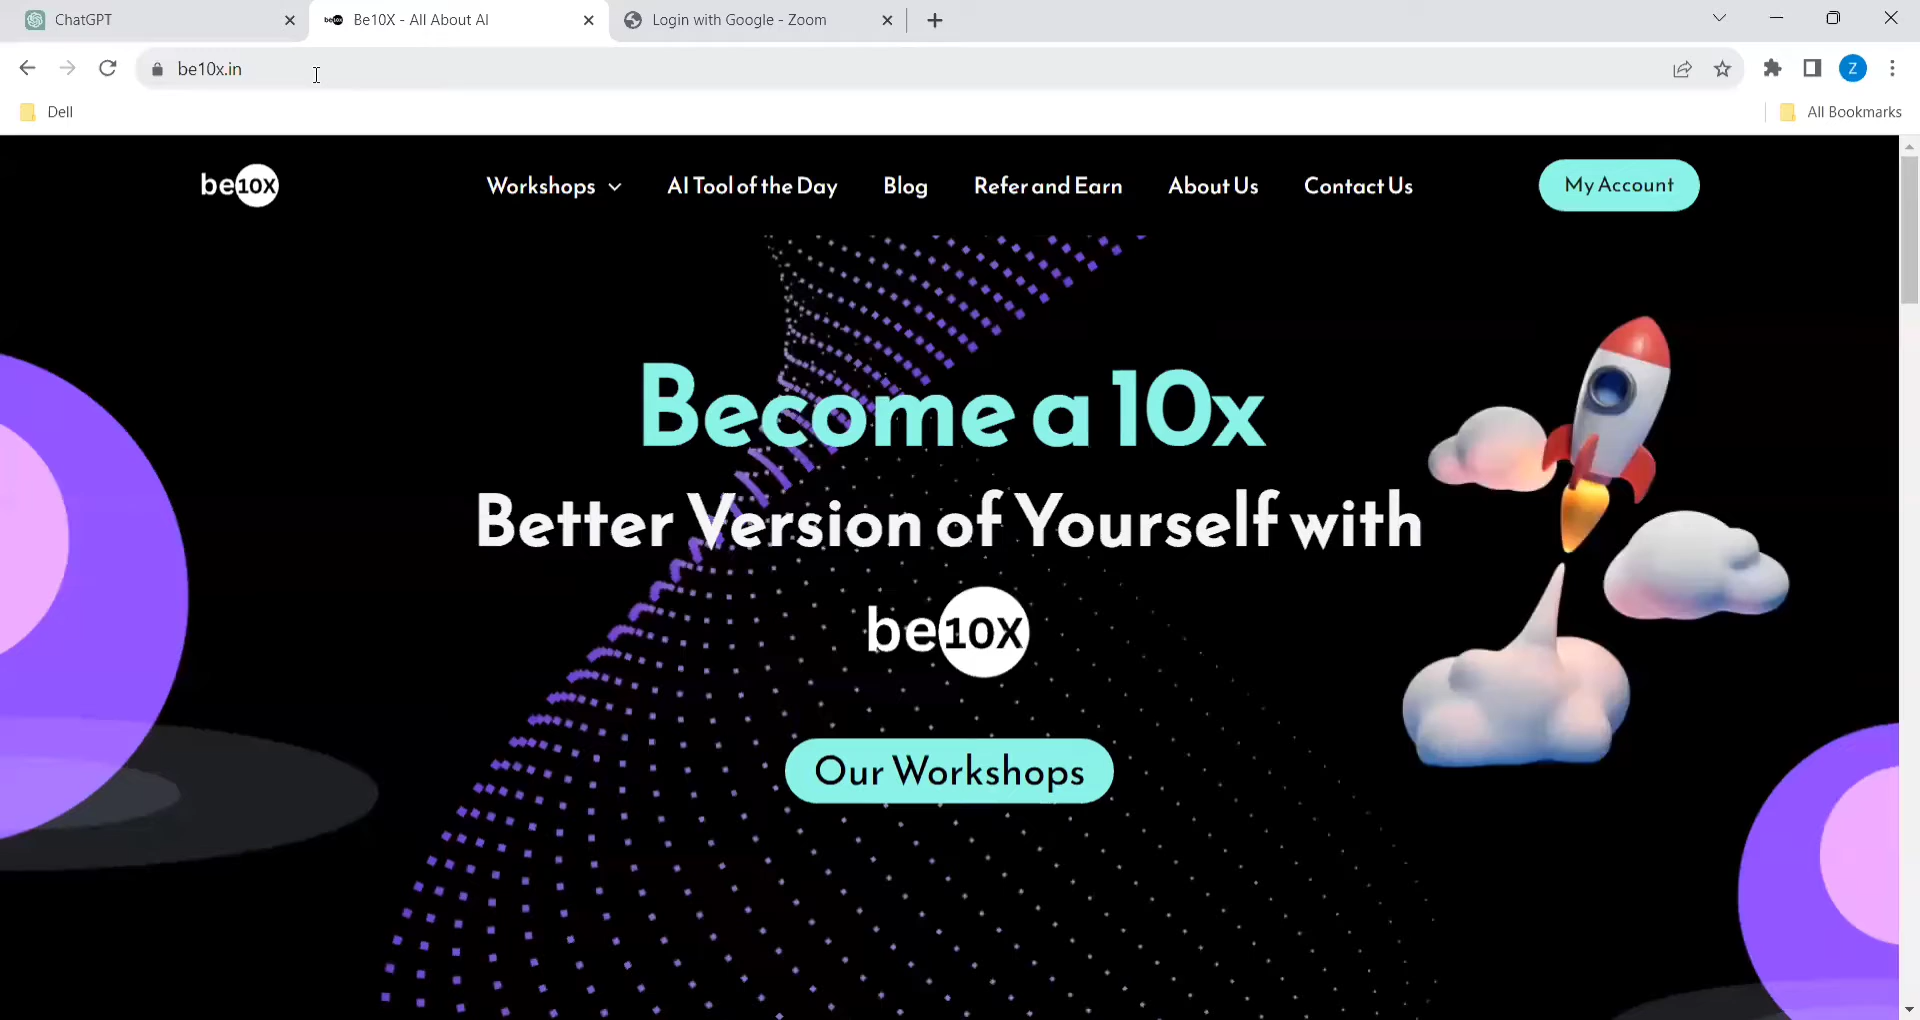 ChatGPT
be10X Be10X - All About AI
Login with Google - Zoom
be10x.in
Z
Dell
All Bookmarks
be10X
Workshops
AI Tool of the Day
Blog
Refer and Earn
About Us
Contact Us
My Account
Become a 10x
Better Version of Yourself with
be10X
Our Workshops